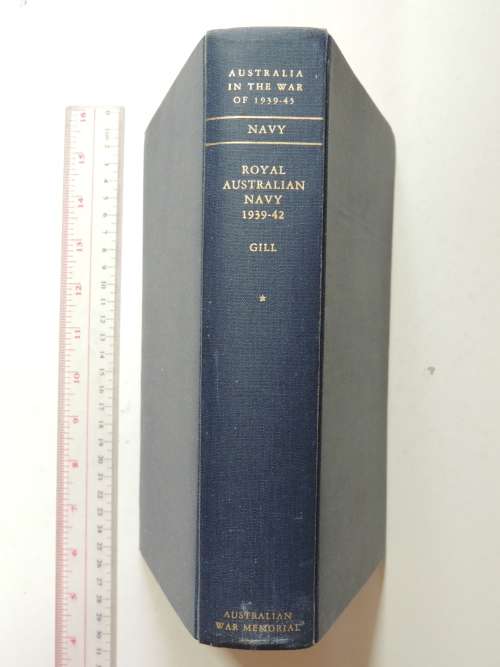 AUSTRALIA
IN THE WAR
OF 1939-45
NAVY
ROYAL
AUSTRALIAN
NAVY
1939-42
GILL
*
AUSTRALIAN
WAR MEMORIAL